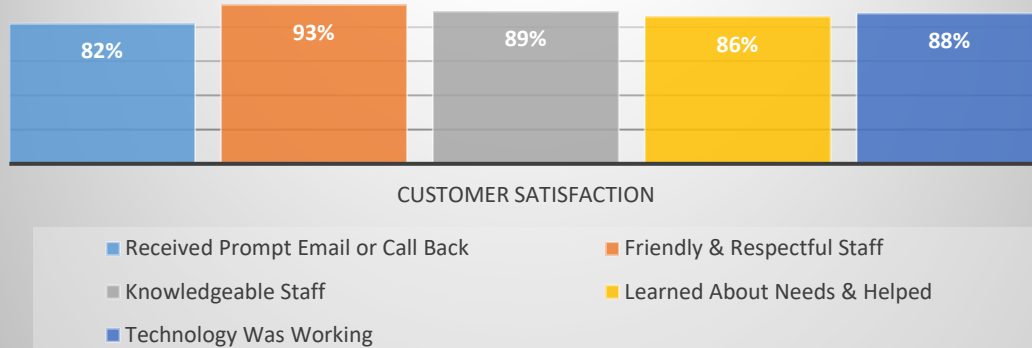 82% 93% 89% 86% 88%
CUSTOMER SATISFACTION
Received Prompt Email or Call Back Friendly & Respectful Staff
Knowledgeable Staff Learned About Needs & Helped
Technology Was Working